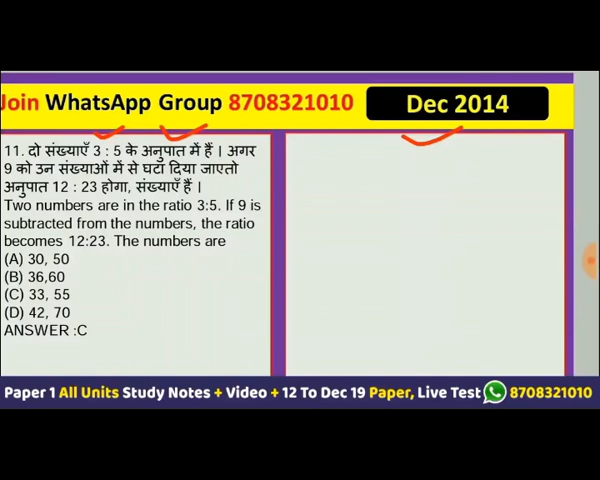 Join WhatsApp Group 8708321010
Dec 2014
11. दो संख्याएँ 3 : 5 के अनुपात में हैं । अगर
9 को उन संख्याओं में से घटा दिया जाएतो
अनुपात 12 : 23 होगा, संख्याएँ हैं ।
Two numbers are in the ratio 3:5. If 9 is
subtracted from the numbers, the ratio
becomes 12:23. The numbers are
(A) 30, 50
(B) 36,60
(C) 33, 55
(D) 42, 70
ANSWER :C
Paper 1 All Units Study Notes + Video + 12 To Dec 19 Paper, Live Test 8708321010